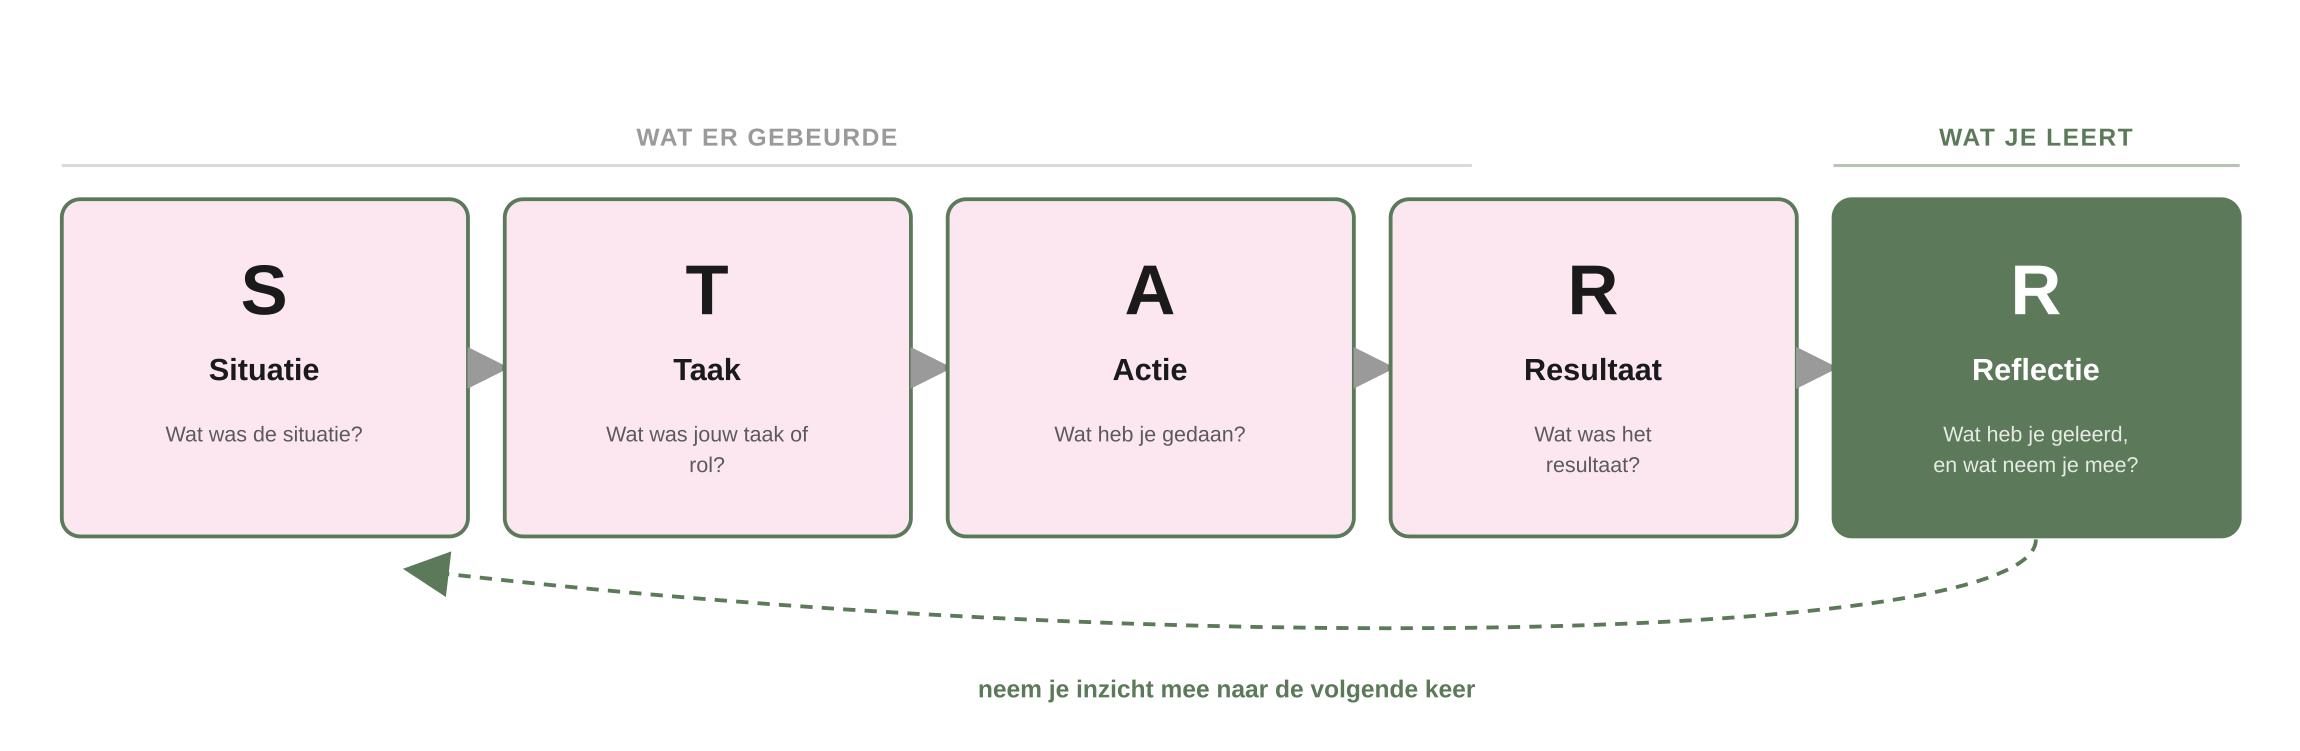 WAT ER GEBEURDE
WAT JE LEERT
S
Situatie
Wat was de situatie?
T
Taak
Wat was jouw taak of
rol?
A
Actie
Wat heb je gedaan?
R
Resultaat
Wat was het
resultaat?
R
Reflectie
Wat heb je geleerd,
en wat neem je mee?
neem je inzicht mee naar de volgende keer